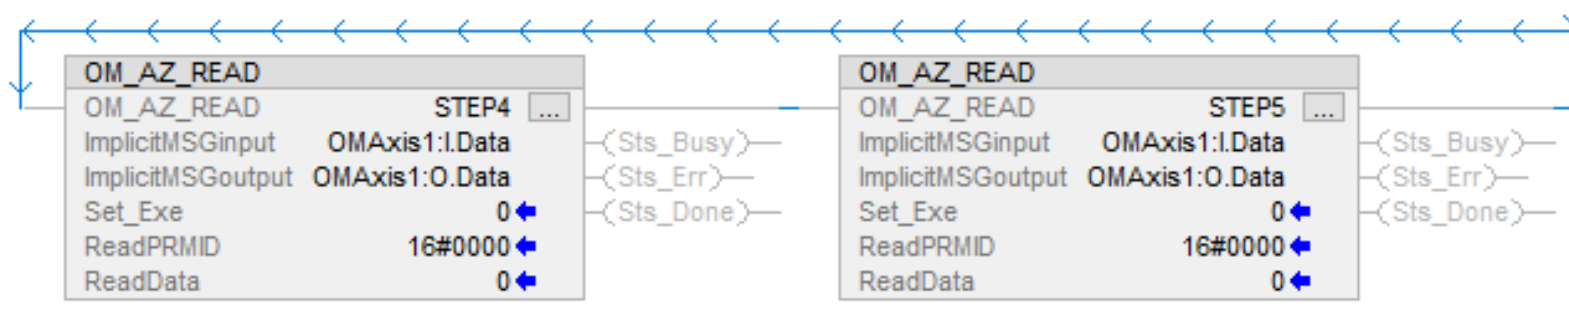 OM_AZ_READ
OM_AZ_READ STEP4 ...
ImplicitMSGinput OMAxis1:I.Data (Sts_Busy)
ImplicitMSGoutput OMAxis1:O.Data (Sts_Err)
Set_Exe 0 (Sts_Done)
ReadPRMID 16#0000
ReadData 0
OM_AZ_READ
OM_AZ_READ STEP5 ...
ImplicitMSGinput OMAxis1:I.Data (Sts_Busy)
ImplicitMSGoutput OMAxis1:O.Data (Sts_Err)
Set_Exe 0 (Sts_Done)
ReadPRMID 16#0000
ReadData 0